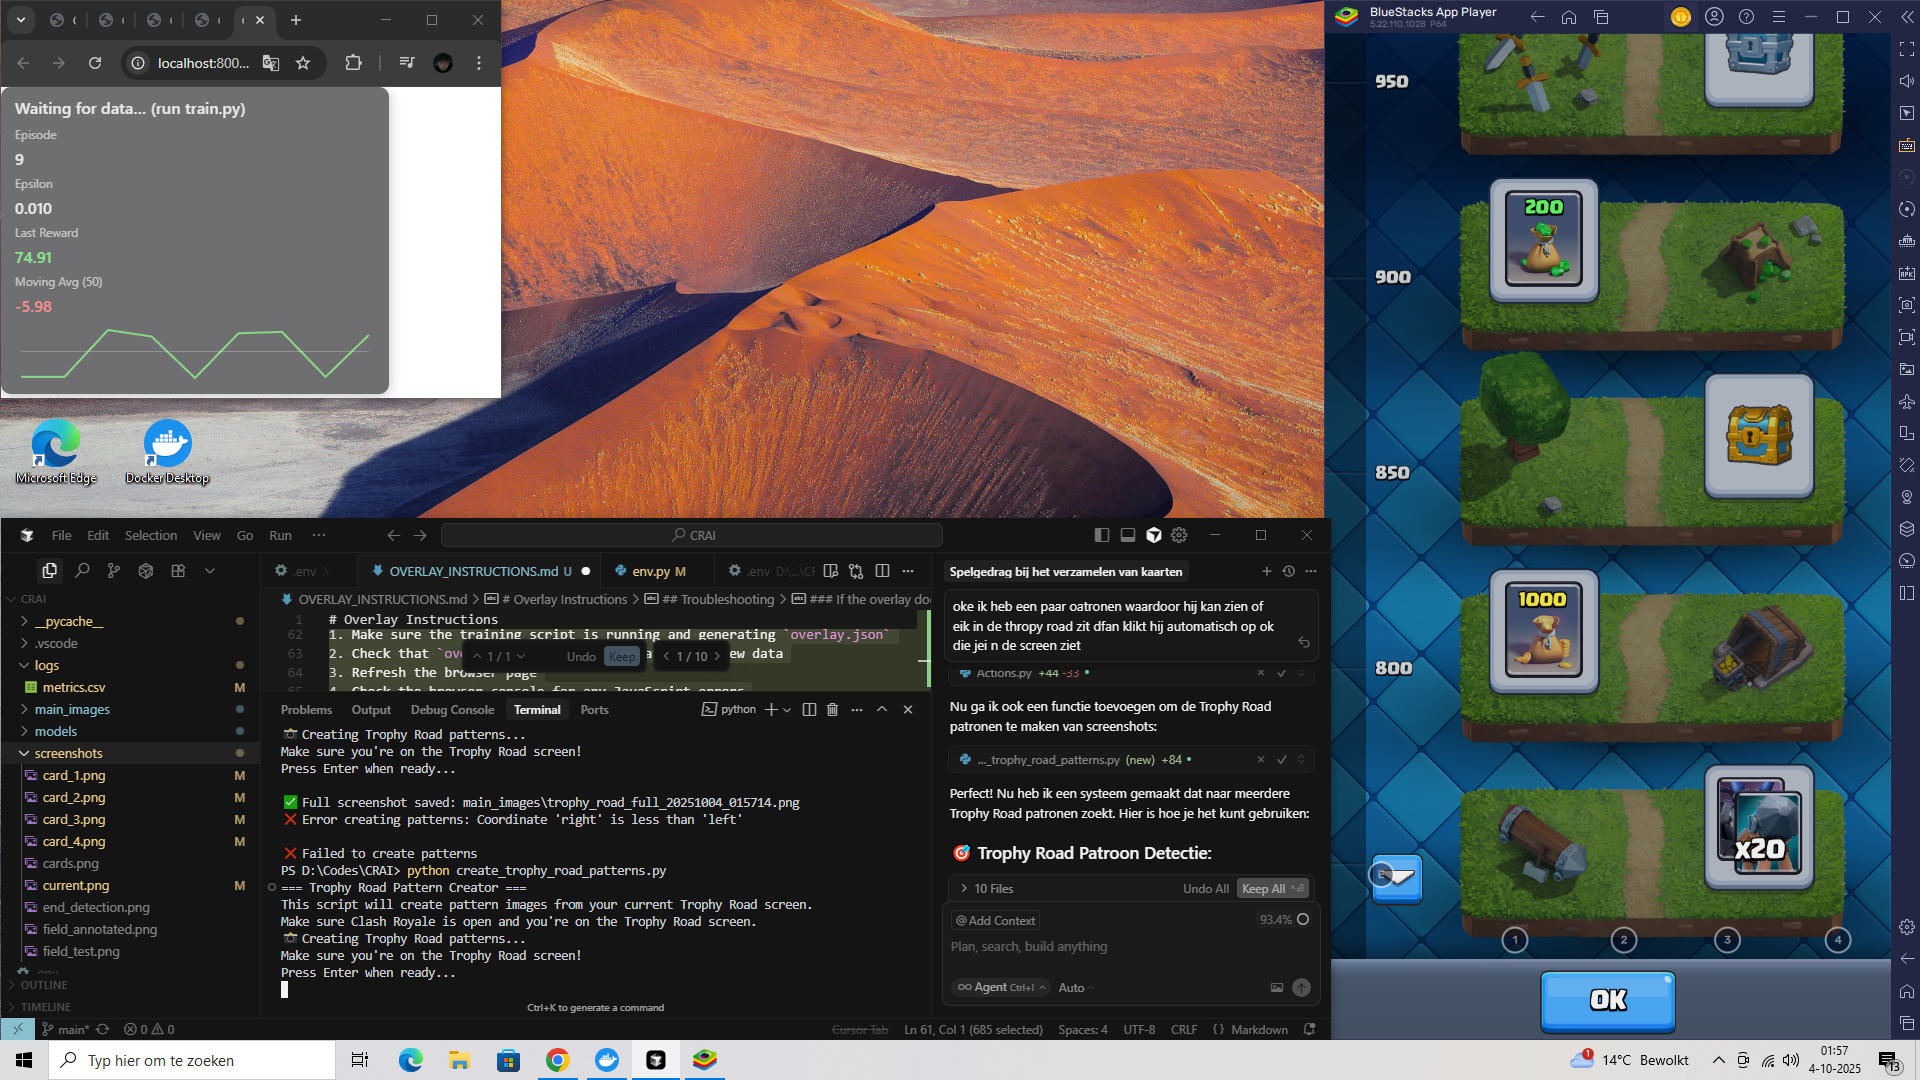 localhost:800...
Waiting for data... (run train.py)
Episode
9
Epsilon
0.010
Last Reward
74.91
Moving Avg (50)
-5.98
Microsoft Edge
Docker Desktop
BlueStacks App Player
5.22.110.1028 P64
950
200
900
850
1000
800
x20
1
2
3
4
OK
File Edit Selection View Go Run ···
CRAI
CRAI
__pycache__
.vscode
logs
metrics.csv M
main_images
models
screenshots
card_1.png M
card_2.png M
card_3.png M
card_4.png M
cards.png
current.png M
end_detection.png
field_annotated.png
field_test.png
OUTLINE
TIMELINE
.env .\
OVERLAY_INSTRUCTIONS.md U
env.py M
.env D:\...\CR
OVERLAY_INSTRUCTIONS.md > # Overlay Instructions > ## Troubleshooting > ### If the overlay do
1 # Overlay Instructions
62 1. Make sure the training script is running and generating `overlay.json`
63 2. Check that `ov
w data
1 / 1
Undo
Keep
1 / 10
64 3. Refresh the browser page
65 4. Check the browser console for any JavaScript errors
Problems Output Debug Console Terminal Ports
python
Creating Trophy Road patterns...
Make sure you're on the Trophy Road screen!
Press Enter when ready...
✅ Full screenshot saved: main_images\trophy_road_full_20251004_015714.png
❌ Error creating patterns: Coordinate 'right' is less than 'left'
❌ Failed to create patterns
PS D:\Codes\CRAI> python create_trophy_road_patterns.py
=== Trophy Road Pattern Creator ===
This script will create pattern images from your current Trophy Road screen.
Make sure Clash Royale is open and you're on the Trophy Road screen.
Creating Trophy Road patterns...
Make sure you're on the Trophy Road screen!
Press Enter when ready...
Ctrl+K to generate a command
Spelgedrag bij het verzamelen van kaarten
oke ik heb een paar oatronen waardoor hij kan zien of
eik in de thropy road zit dfan klikt hij automatisch op ok
die jei n de screen ziet
Actions.py +44 -33
Nu ga ik ook een functie toevoegen om de Trophy Road
patronen te maken van screenshots:
..._trophy_road_patterns.py (new) +84
Perfect! Nu heb ik een systeem gemaakt dat naar meerdere
Trophy Road patronen zoekt. Hier is hoe je het kunt gebruiken:
🎯 Trophy Road Patroon Detectie:
10 Files
Undo All
Keep All
@ Add Context
93.4%
Plan, search, build anything
Agent Ctrl+I
Auto
main*
0 0
Cursor Tab
Ln 61, Col 1 (685 selected)
Spaces: 4
UTF-8
CRLF
{ } Markdown
Typ hier om te zoeken
1
14°C Bewolkt
01:57
4-10-2025
13